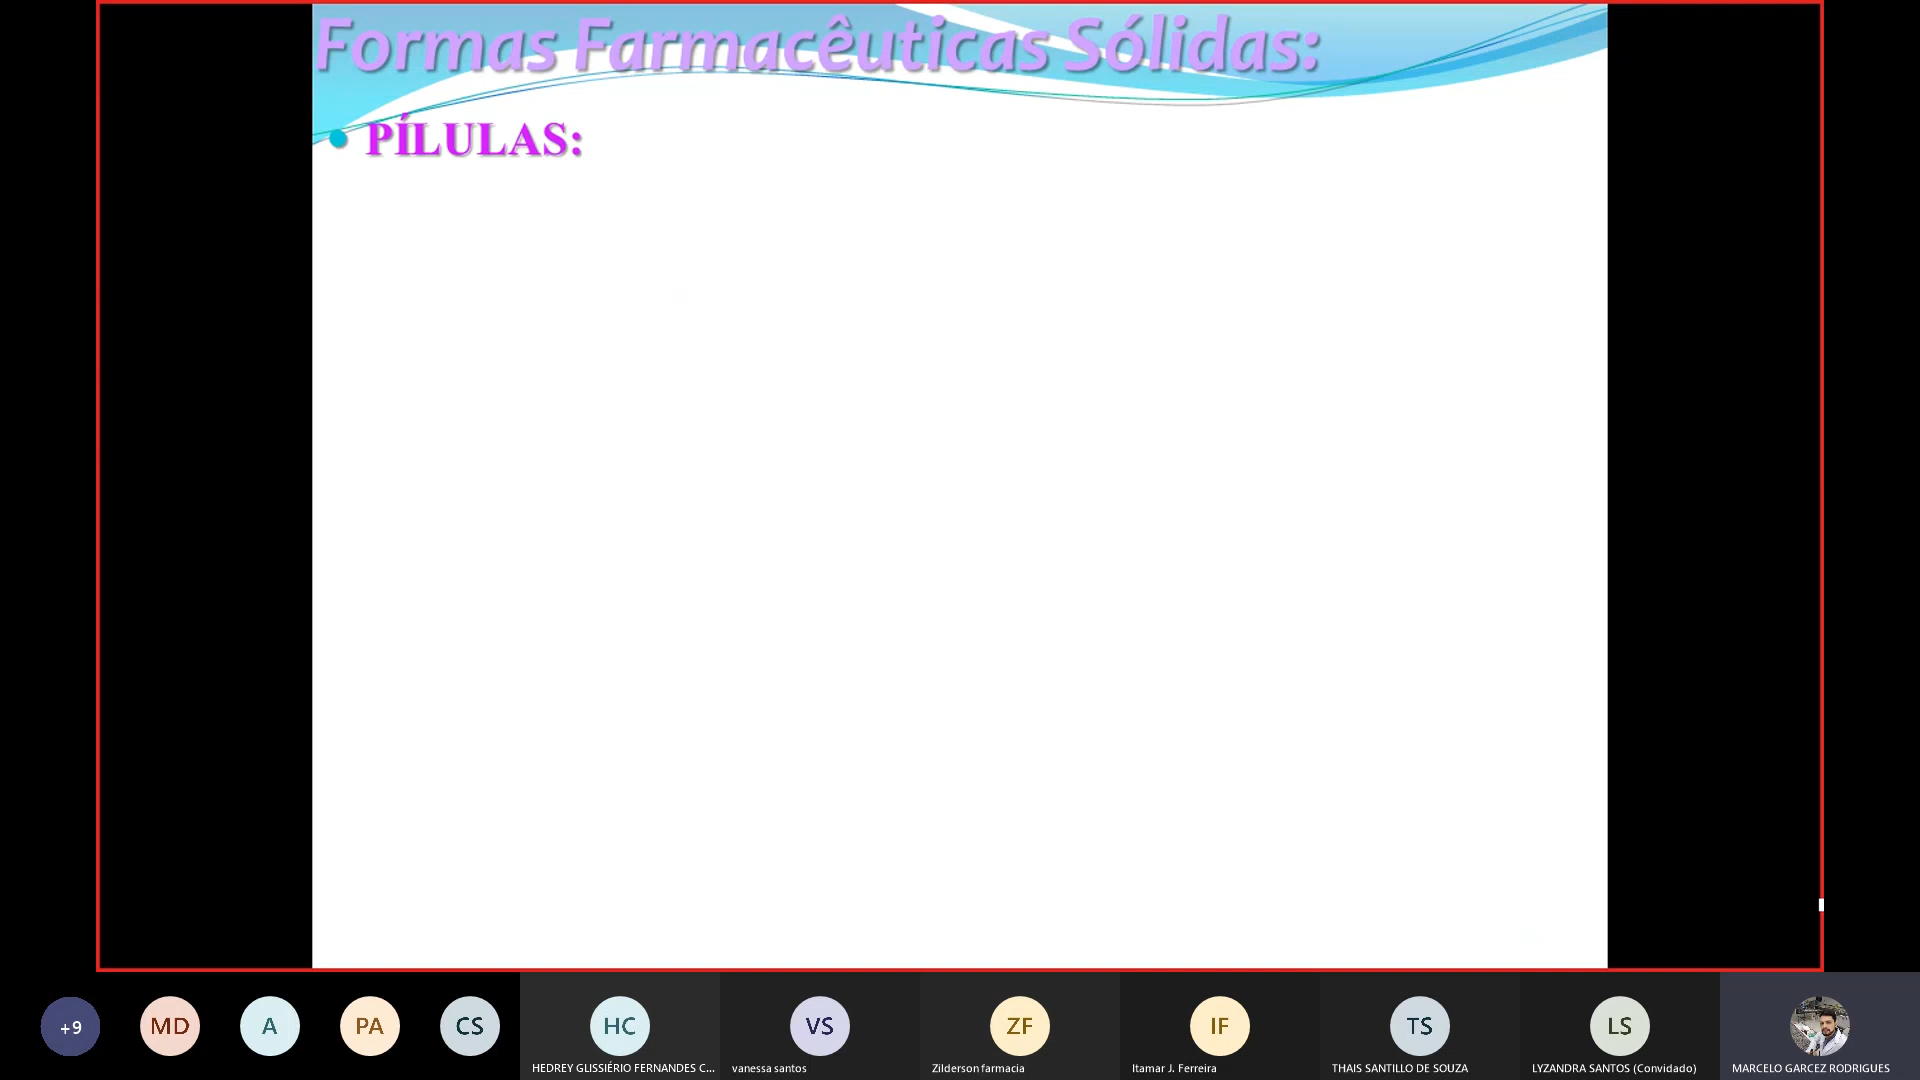 Formas Farmacêuticas Sólidas:
• PÍLULAS:
+9
MD
A
PA
CS
HC
VS
ZF
IF
TS
LS
HEDREY GLISSIÉRIO FERNANDES C...
vanessa santos
Zilderson farmacia
Itamar J. Ferreira
THAIS SANTILLO DE SOUZA
LYZANDRA SANTOS (Convidado)
MARCELO GARCEZ RODRIGUES